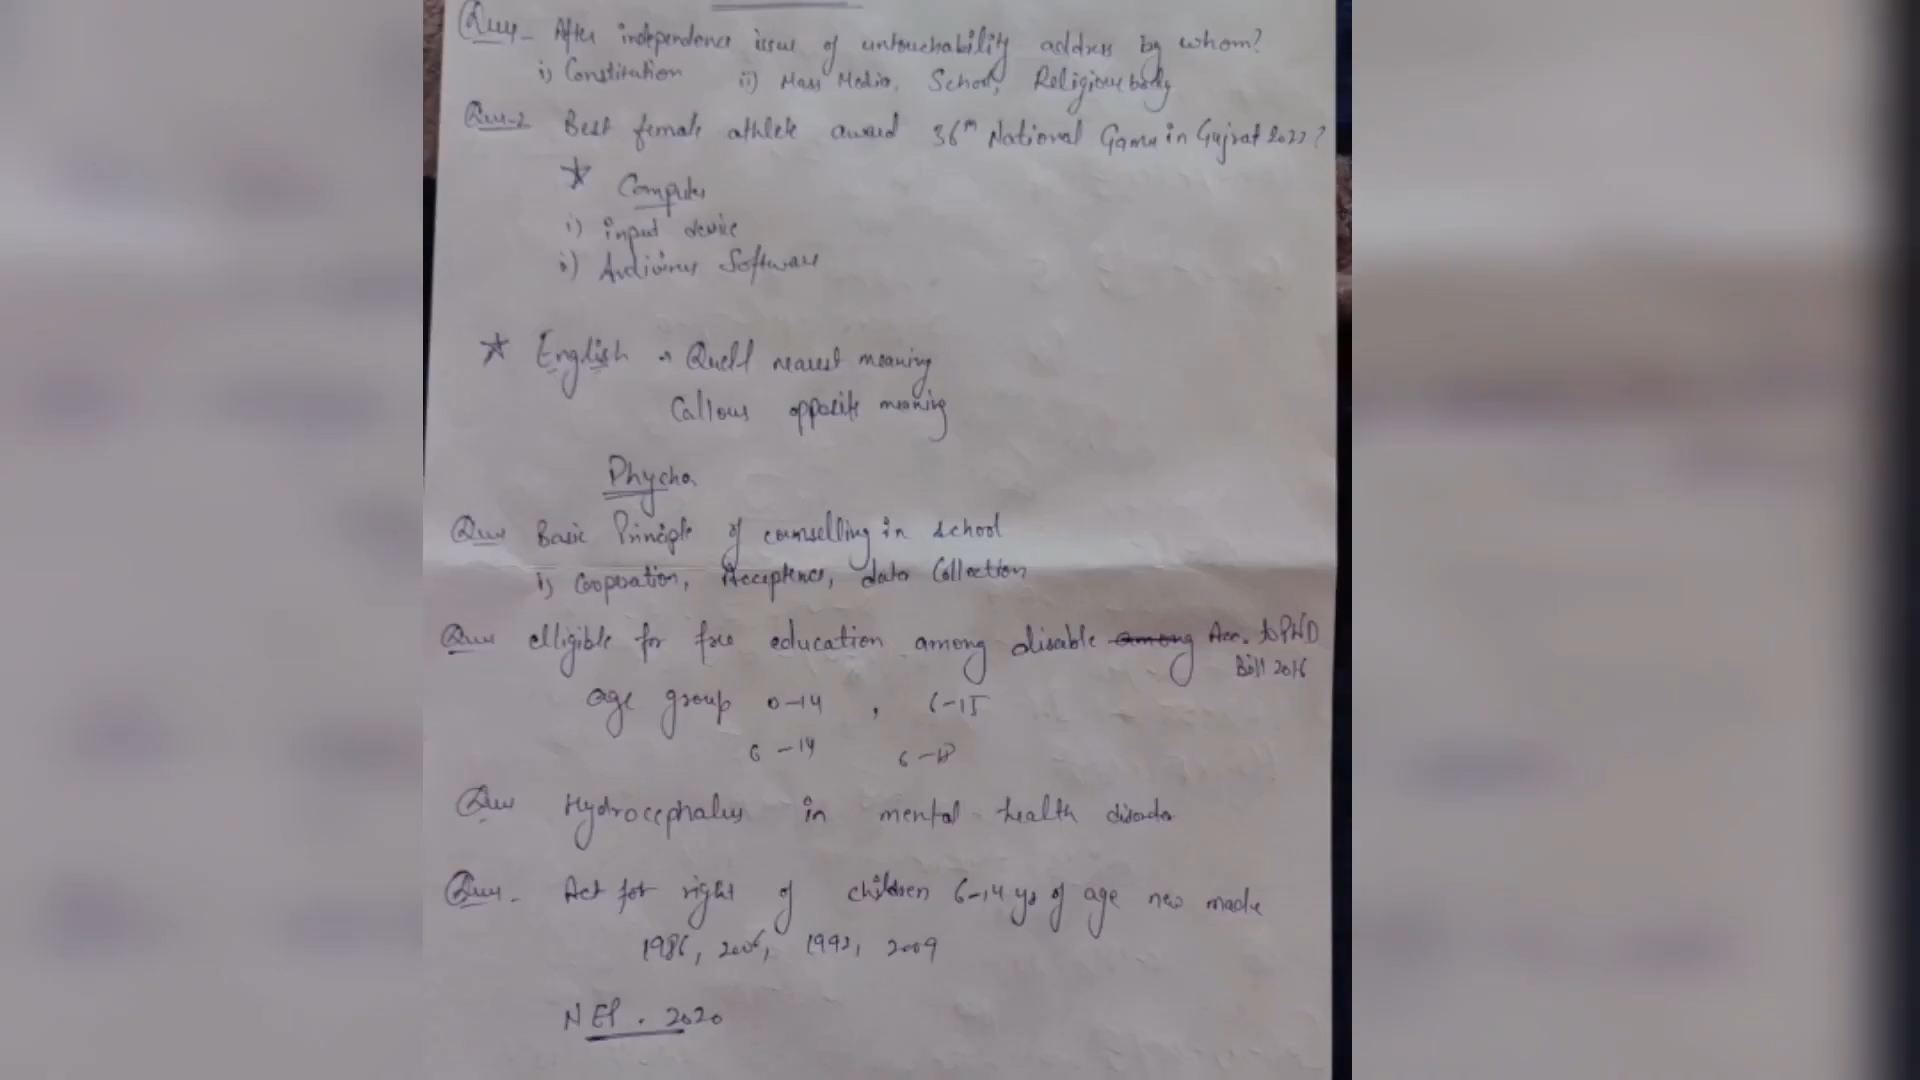 Que - After independence issue of untouchability address by whom?
i) Constitution ii) Mass Media, School, Religious body
Que-2 Best female athlete award 36th National Game in Gujrat 2022?
Computer
i) input device
ii) Antivirus Software
English → Quell nearest meaning
Callous opposite meaning
Phycho.
Que Basic Principle of counselling in school
i) Cooperation, Acceptence, data Collection
Que elligible for free education among disable among Acc. to PWD
Bill 2016
age group 0-14 , 6-15
6-14 6-18
Que Hydrocephalus in mental health disorder
Que. Act for right of children 6-14 yr of age new made
1986, 2006, 1992, 2009
NEP. 2020